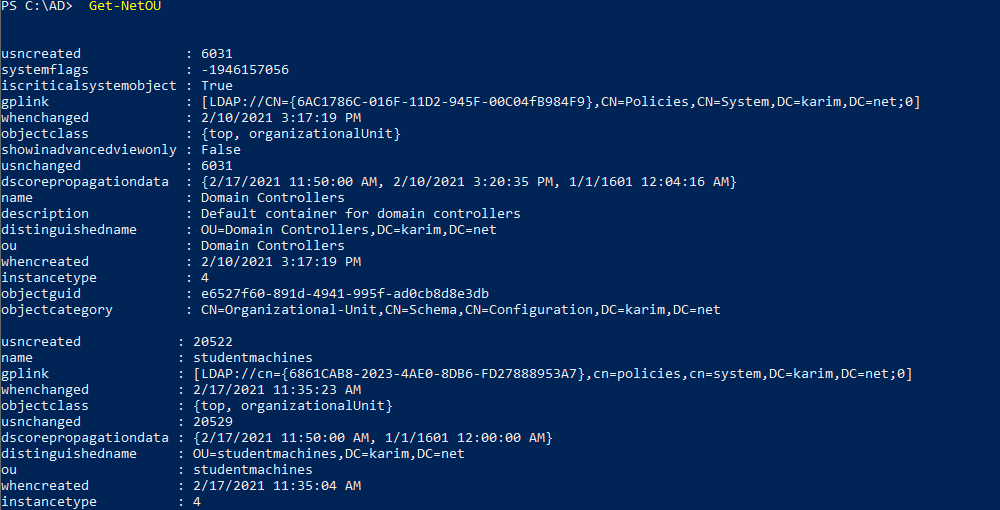 PS C:\AD>  Get-NetOU
usncreated            : 6031
systemflags           : -1946157056
iscriticalsystemobject : True
gplink                : [LDAP://CN={6AC1786C-016F-11D2-945F-00C04fB984F9},CN=Policies,CN=System,DC=karim,DC=net;0]
whenchanged           : 2/10/2021 3:17:19 PM
objectclass           : {top, organizationalUnit}
showinadvancedviewonly : False
usnchanged            : 6031
dscorepropagationdata  : {2/17/2021 11:50:00 AM, 2/10/2021 3:20:35 PM, 1/1/1601 12:04:16 AM}
name                  : Domain Controllers
description           : Default container for domain controllers
distinguishedname     : OU=Domain Controllers,DC=karim,DC=net
ou                    : Domain Controllers
whencreated           : 2/10/2021 3:17:19 PM
instancetype          : 4
objectguid            : e6527f60-891d-4941-995f-ad0cb8d8e3db
objectcategory        : CN=Organizational-Unit,CN=Schema,CN=Configuration,DC=karim,DC=net
usncreated            : 20522
name                  : studentmachines
gplink                : [LDAP://cn={6861CAB8-2023-4AE0-8DB6-FD27888953A7},cn=policies,cn=system,DC=karim,DC=net;0]
whenchanged           : 2/17/2021 11:35:23 AM
objectclass           : {top, organizationalUnit}
usnchanged            : 20529
dscorepropagationdata : {2/17/2021 11:50:00 AM, 1/1/1601 12:00:00 AM}
distinguishedname     : OU=studentmachines,DC=karim,DC=net
ou                    : studentmachines
whencreated           : 2/17/2021 11:35:04 AM
instancetype          : 4